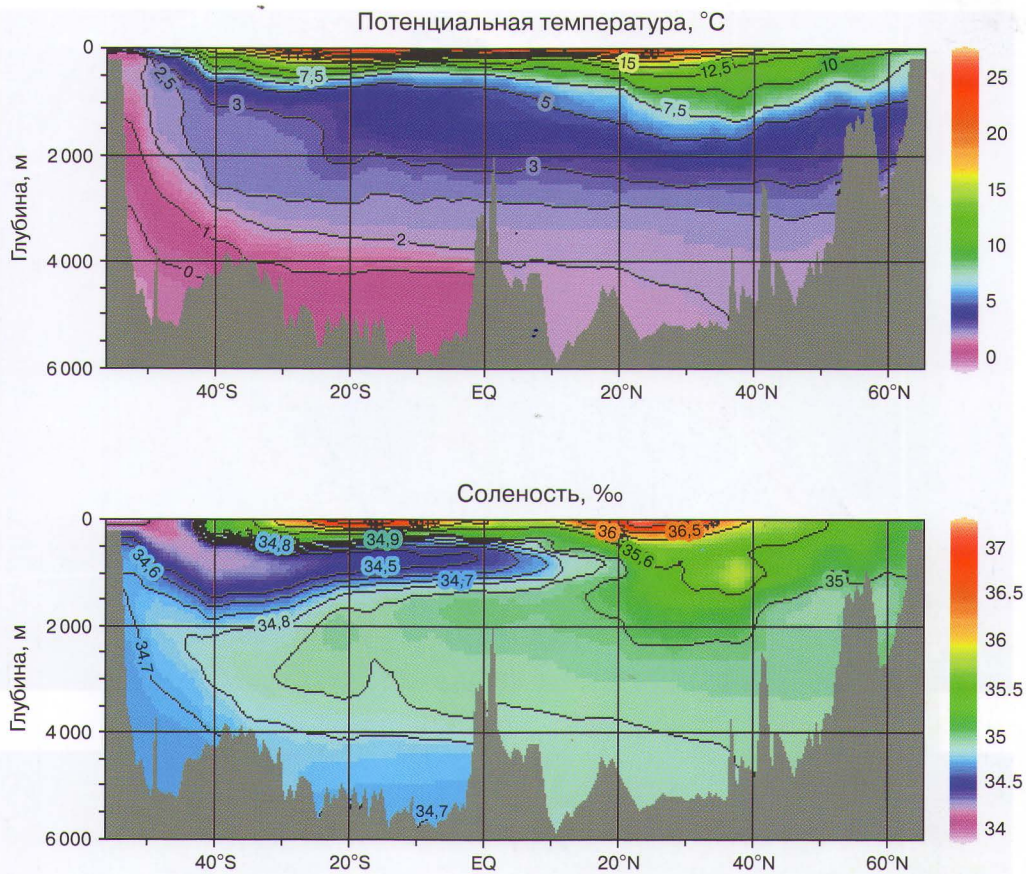 Потенциальная температура, °C
Глубина, м
0
2 000
4 000
6 000
40°S
20°S
EQ
20°N
40°N
60°N
2,5
3
7,5
5
3
15
12,5
10
7,5
2
1
0
25
20
15
10
5
0
Соленость, ‰
Глубина, м
0
2 000
4 000
6 000
40°S
20°S
EQ
20°N
40°N
60°N
34,6
34,8
34,9
34,5
34,7
34,8
34,7
36
36,5
35,6
35
34,7
37
36.5
36
35.5
35
34.5
34